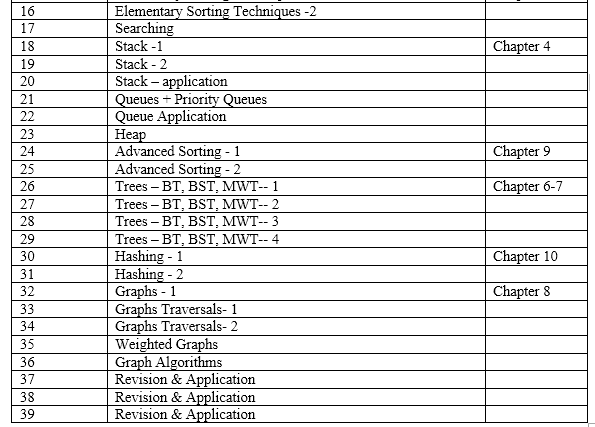 16 Elementary Sorting Techniques -2
17 Searching
18 Stack -1 Chapter 4
19 Stack - 2
20 Stack – application
21 Queues + Priority Queues
22 Queue Application
23 Heap
24 Advanced Sorting - 1 Chapter 9
25 Advanced Sorting - 2
26 Trees – BT, BST, MWT-- 1 Chapter 6-7
27 Trees – BT, BST, MWT-- 2
28 Trees – BT, BST, MWT-- 3
29 Trees – BT, BST, MWT-- 4
30 Hashing - 1 Chapter 10
31 Hashing - 2
32 Graphs - 1 Chapter 8
33 Graphs Traversals- 1
34 Graphs Traversals- 2
35 Weighted Graphs
36 Graph Algorithms
37 Revision & Application
38 Revision & Application
39 Revision & Application